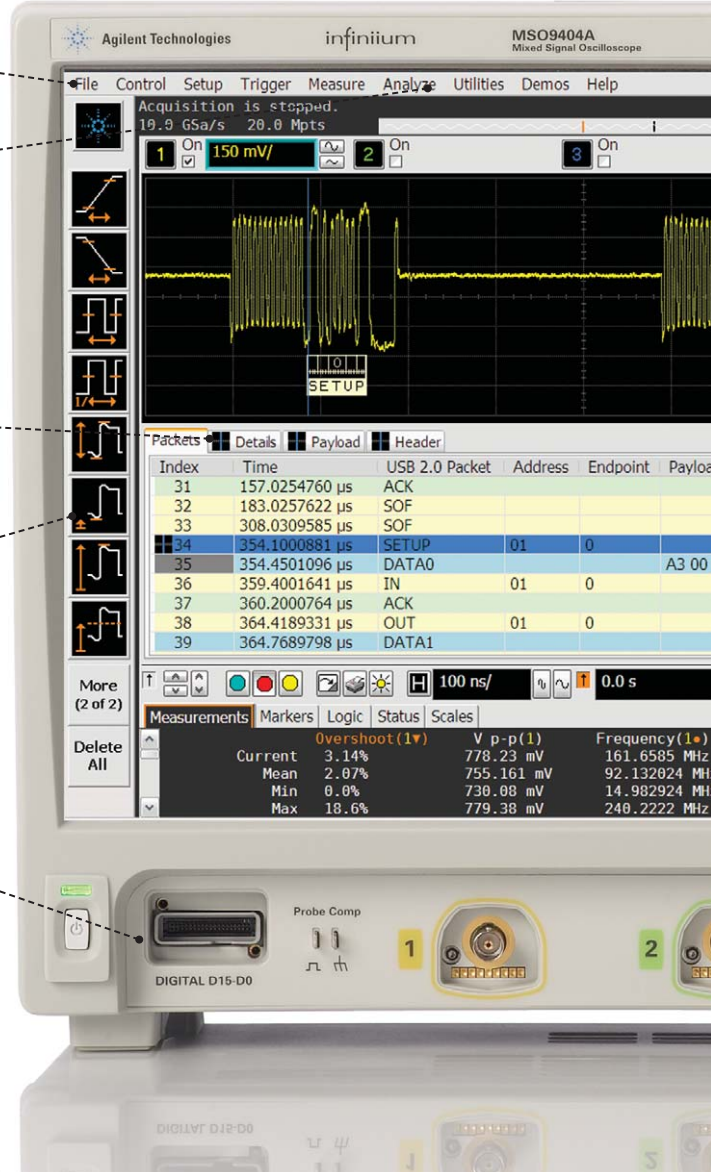 Agilent Technologies
infiniium
MSO9404A
Mixed Signal Oscilloscope
File Control Setup Trigger Measure Analyze Utilities Demos Help
Acquisition is stopped.
10.0 GSa/s 20.0 Mpts
1 On 150 mV/ 2 On 3 On
0
SETUP
Packets Details Payload Header
Index Time USB 2.0 Packet Address Endpoint Payloa
31 157.0254760 µs ACK
32 183.0257622 µs SOF
33 308.0309585 µs SOF
34 354.1000881 µs SETUP 01 0
35 354.4501096 µs DATA0 A3 00
36 359.4001641 µs IN 01 0
37 360.2000764 µs ACK
38 364.4189331 µs OUT 01 0
39 364.7689798 µs DATA1
1/
More
(2 of 2)
Delete
All
H 100 ns/ 0.0 s
Measurements Markers Logic Status Scales
Overshoot(1▼) V p-p(1) Frequency(1●)
Current 3.14% 778.23 mV 161.6585 MHz
Mean 2.07% 755.161 mV 92.132024 MH
Min 0.0% 730.08 mV 14.982924 MH
Max 18.6% 779.38 mV 240.2222 MHz
Probe Comp
1
2
DIGITAL D15-D0